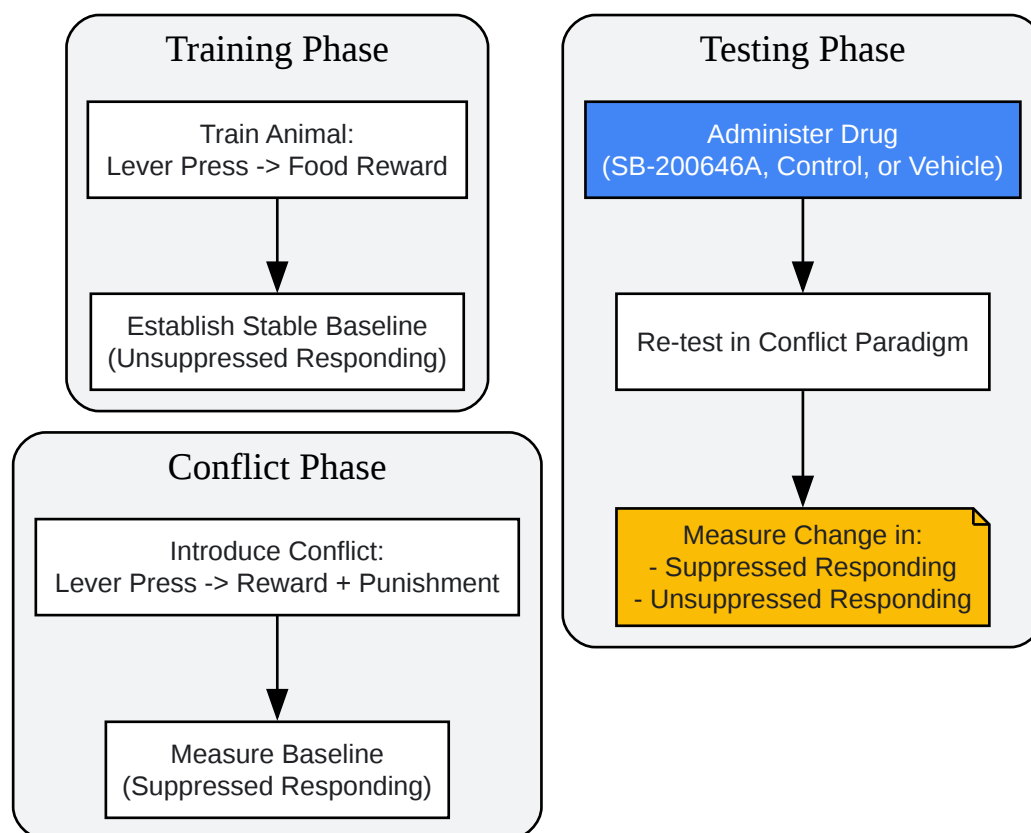 Training Phase
Train Animal:
Lever Press -> Food Reward
Establish Stable Baseline
(Unsuppressed Responding)
Conflict Phase
Introduce Conflict:
Lever Press -> Reward + Punishment
Measure Baseline
(Suppressed Responding)
Testing Phase
Administer Drug
(SB-200646A, Control, or Vehicle)
Re-test in Conflict Paradigm
Measure Change in:
- Suppressed Responding
- Unsuppressed Responding